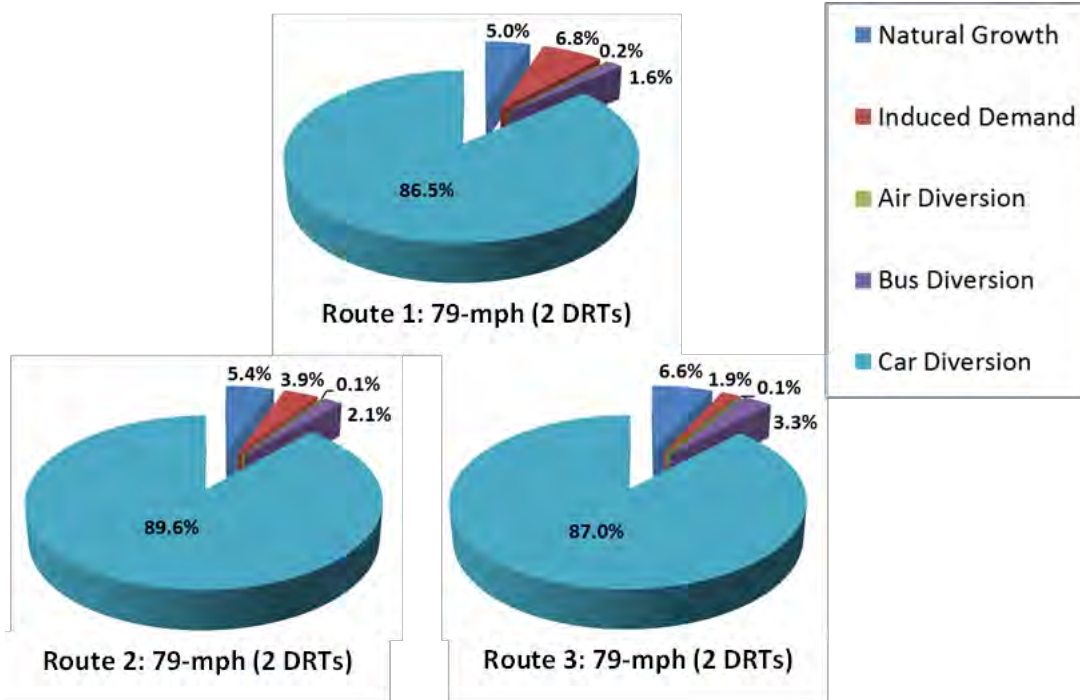 5.0%
6.8%
0.2%
1.6%
86.5%
Route 1: 79-mph (2 DRTs)
Natural Growth
Induced Demand
Air Diversion
Bus Diversion
Car Diversion
5.4%
3.9%
0.1%
2.1%
89.6%
Route 2: 79-mph (2 DRTs)
6.6%
1.9%
0.1%
3.3%
87.0%
Route 3: 79-mph (2 DRTs)